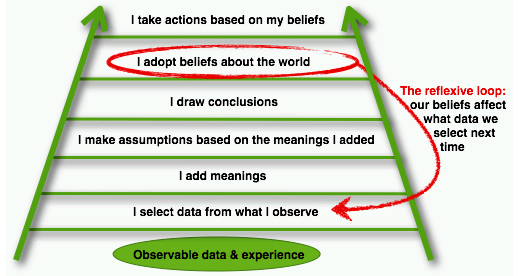 I take actions based on my beliefs
I adopt beliefs about the world
The reflexive loop:
our beliefs affect
what data we
select next
time
I draw conclusions
I make assumptions based on the meanings I added
I add meanings
I select data from what I observe
Observable data & experience